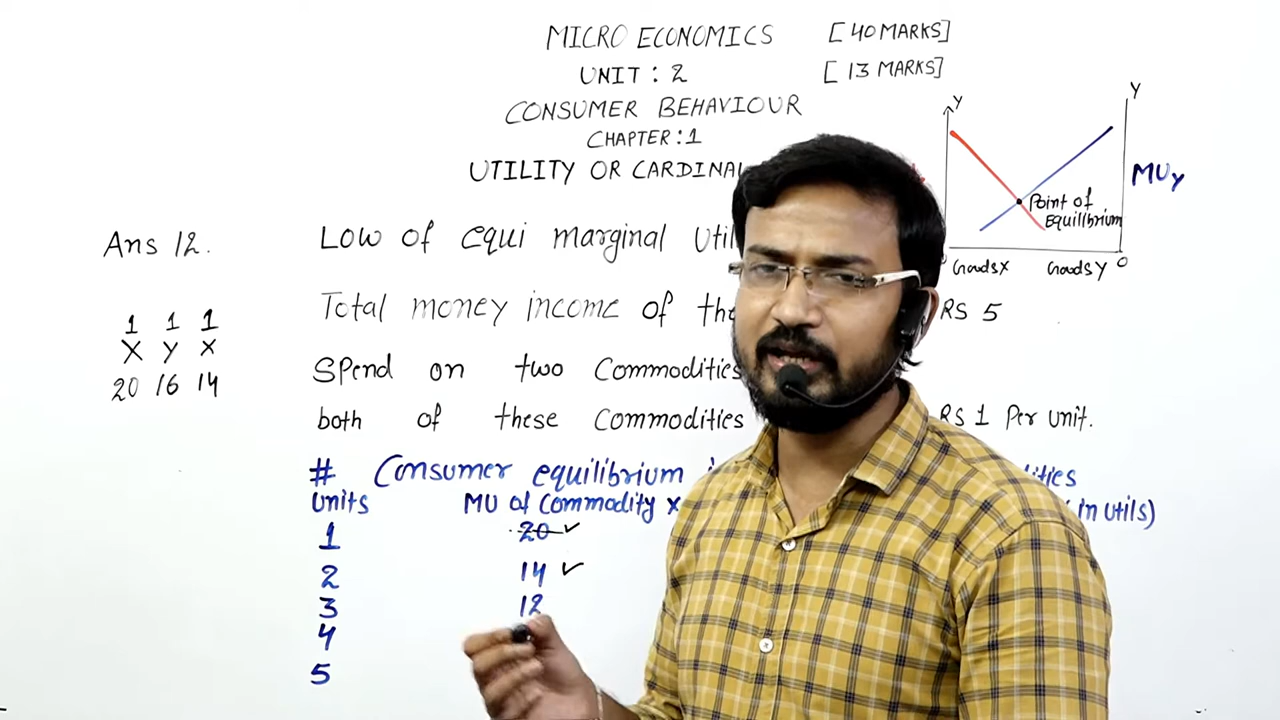 MICRO ECONOMICS [40 MARKS]
UNIT : 2 [13 MARKS]
CONSUMER BEHAVIOUR
CHAPTER : 1
UTILITY OR CARDINAL
Y Y
MUY
Point of
Equilibrium
O
Goods X Goods Y
Ans 12.
Low of equi marginal
Total money income of RS 5
1 1 1
X Y X
20 16 14
Spend on two Commodities
both of these Commodities RS 1 Per unit.
# Consumer equilibrium
Units MU of Commodity X (in utils)
1 20
2 14
3 12
4
5